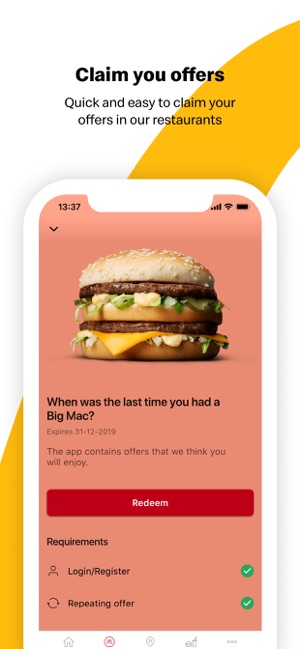 Claim you offers
Quick and easy to claim your
offers in our restaurants
13:37
When was the last time you had a
Big Mac?
Expires 31-12-2019
The app contains offers that we think you
will enjoy.
Redeem
Requirements
Login/Register
Repeating offer